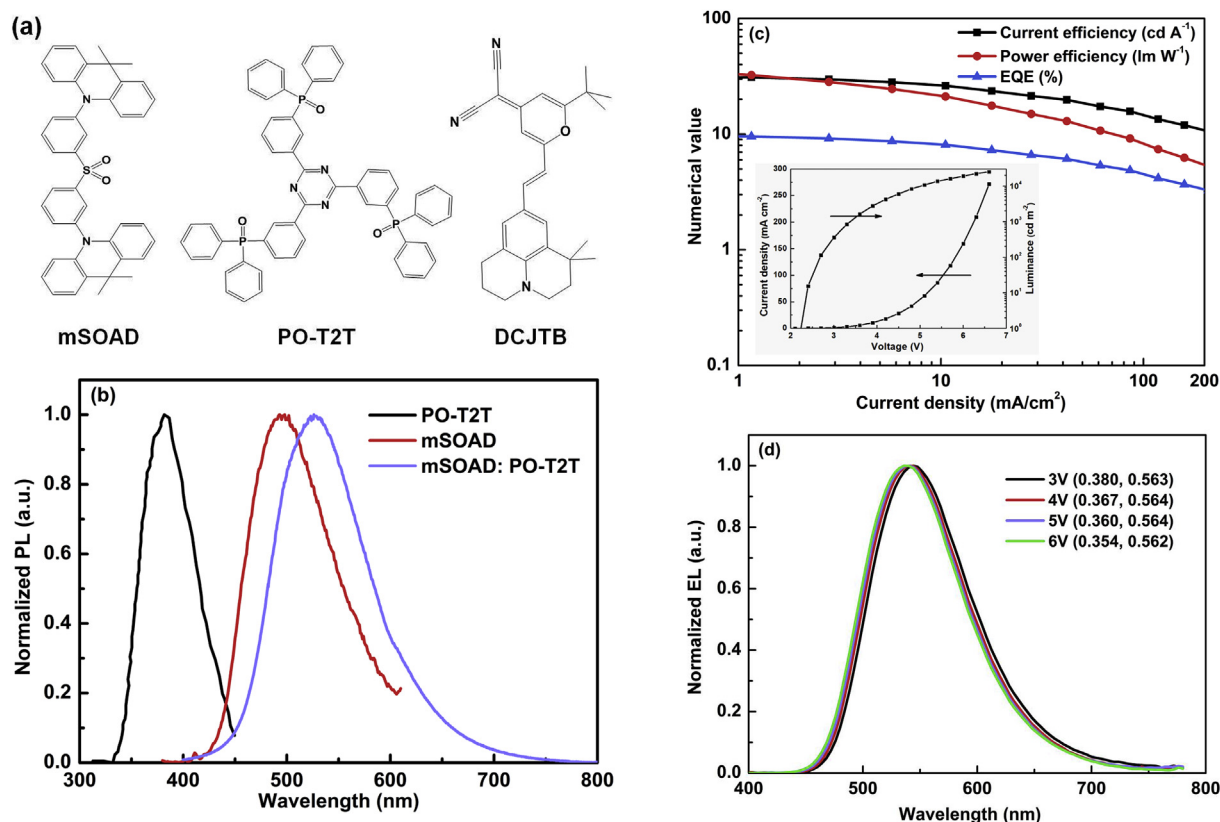 (a)
N
O
S
O
N
mSOAD
P
O
N
N
N
O
P
P
O
PO-T2T
N
N
O
N
DCJTB
(b)
PO-T2T
mSOAD
mSOAD: PO-T2T
Normalized PL (a.u.)
1.0
0.8
0.6
0.4
0.2
0.0
300 400 500 600 700 800
Wavelength (nm)
(c)
Current efficiency (cd A⁻¹)
Power efficiency (lm W⁻¹)
EQE (%)
Numerical value
100
10
1
0.1
1 10 100 200
Current density (mA/cm²)
Current density (mA cm⁻²)
300
250
200
150
100
50
0
2 3 4 5 6 7
Voltage (V)
Luminance (cd m⁻²)
10⁴
10³
10²
10¹
10⁰
(d)
3V (0.380, 0.563)
4V (0.367, 0.564)
5V (0.360, 0.564)
6V (0.354, 0.562)
Normalized EL (a.u.)
1.0
0.8
0.6
0.4
0.2
0.0
400 500 600 700 800
Wavelength (nm)